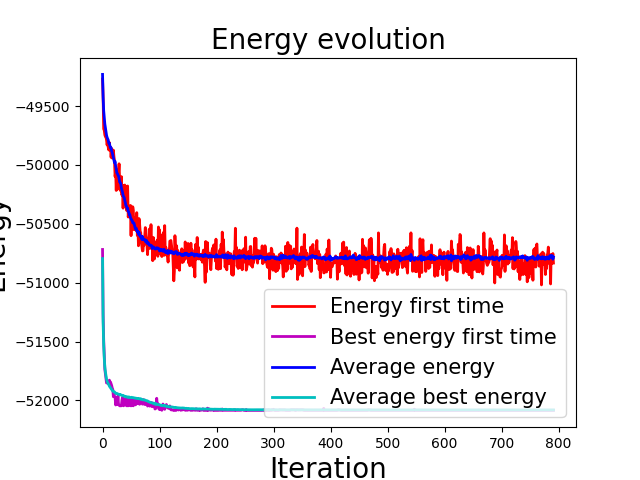 Energy evolution
Energy
−49500
−50000
−50500
−51000
−51500
−52000
0 100 200 300 400 500 600 700 800
Iteration
Energy first time
Best energy first time
Average energy
Average best energy